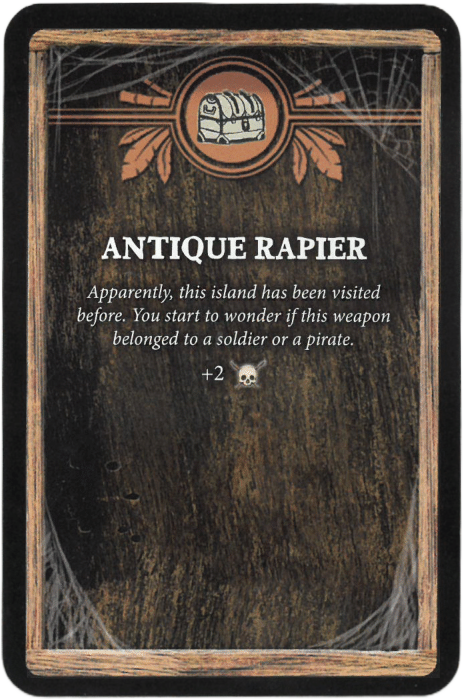 ANTIQUE RAPIER
Apparently, this island has been visited
before. You start to wonder if this weapon
belonged to a soldier or a pirate.
+2